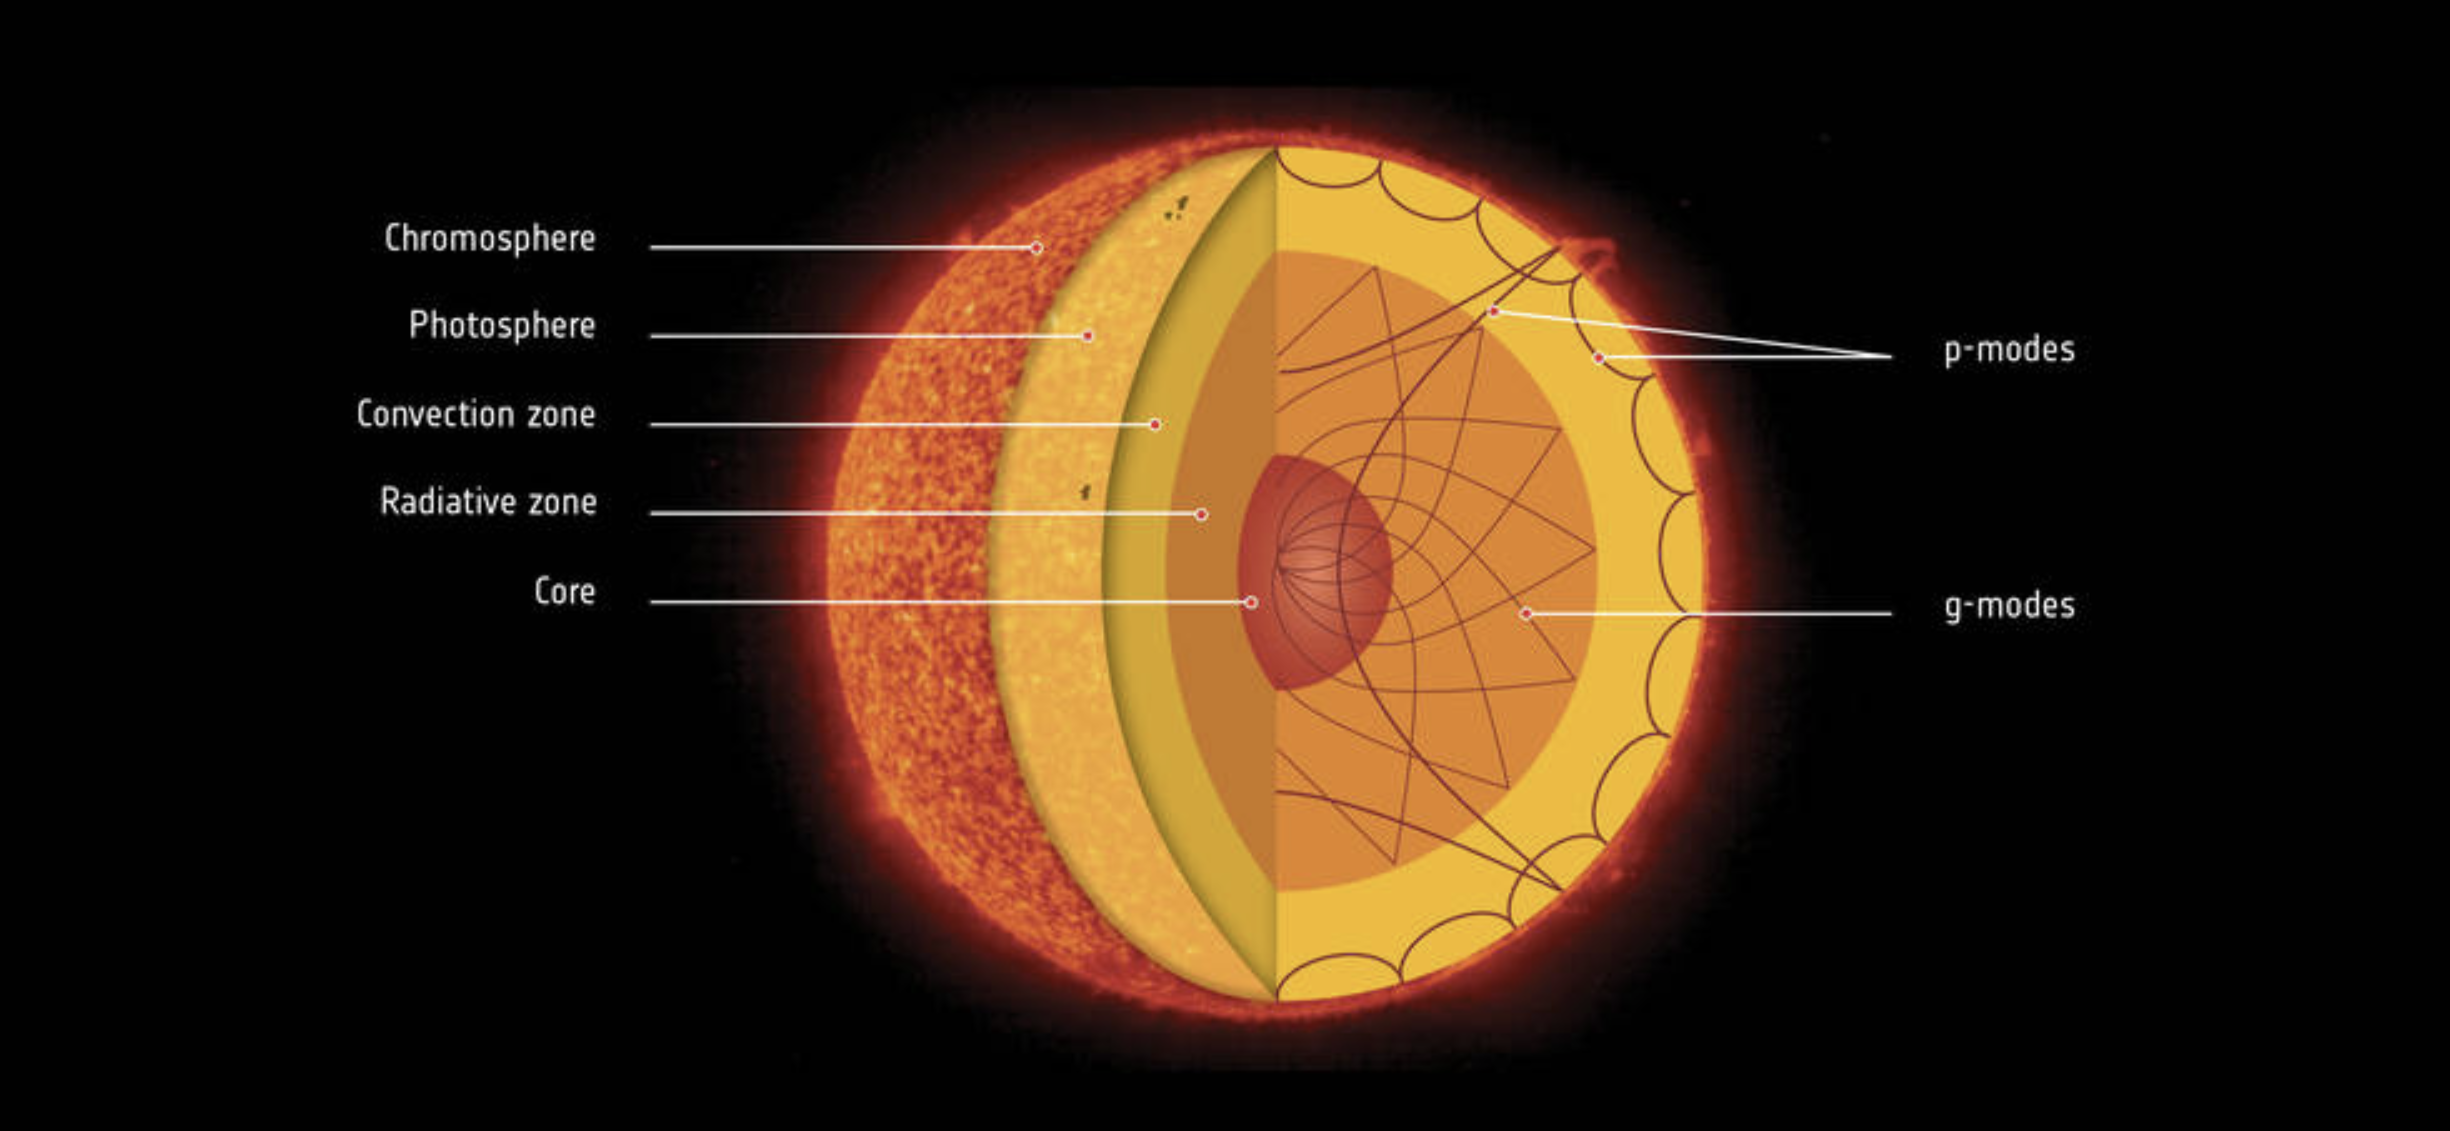 Chromosphere
Photosphere
Convection zone
Radiative zone
Core
p-modes
g-modes